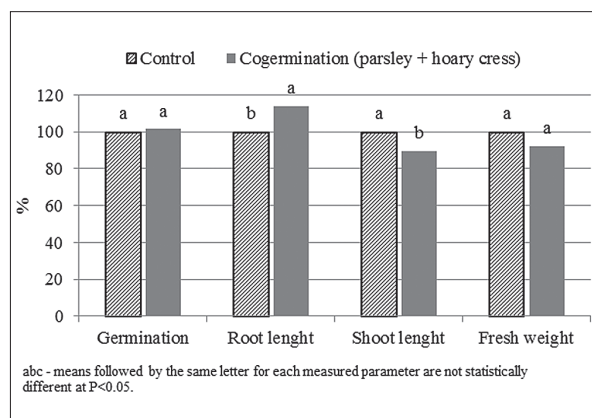 Control Cogermination (parsley + hoary cress)
120
100
80
60
40
20
0
%
a a b a a b a a
Germination Root lenght Shoot lenght Fresh weight
abc - means followed by the same letter for each measured parameter are not statistically
different at P<0.05.